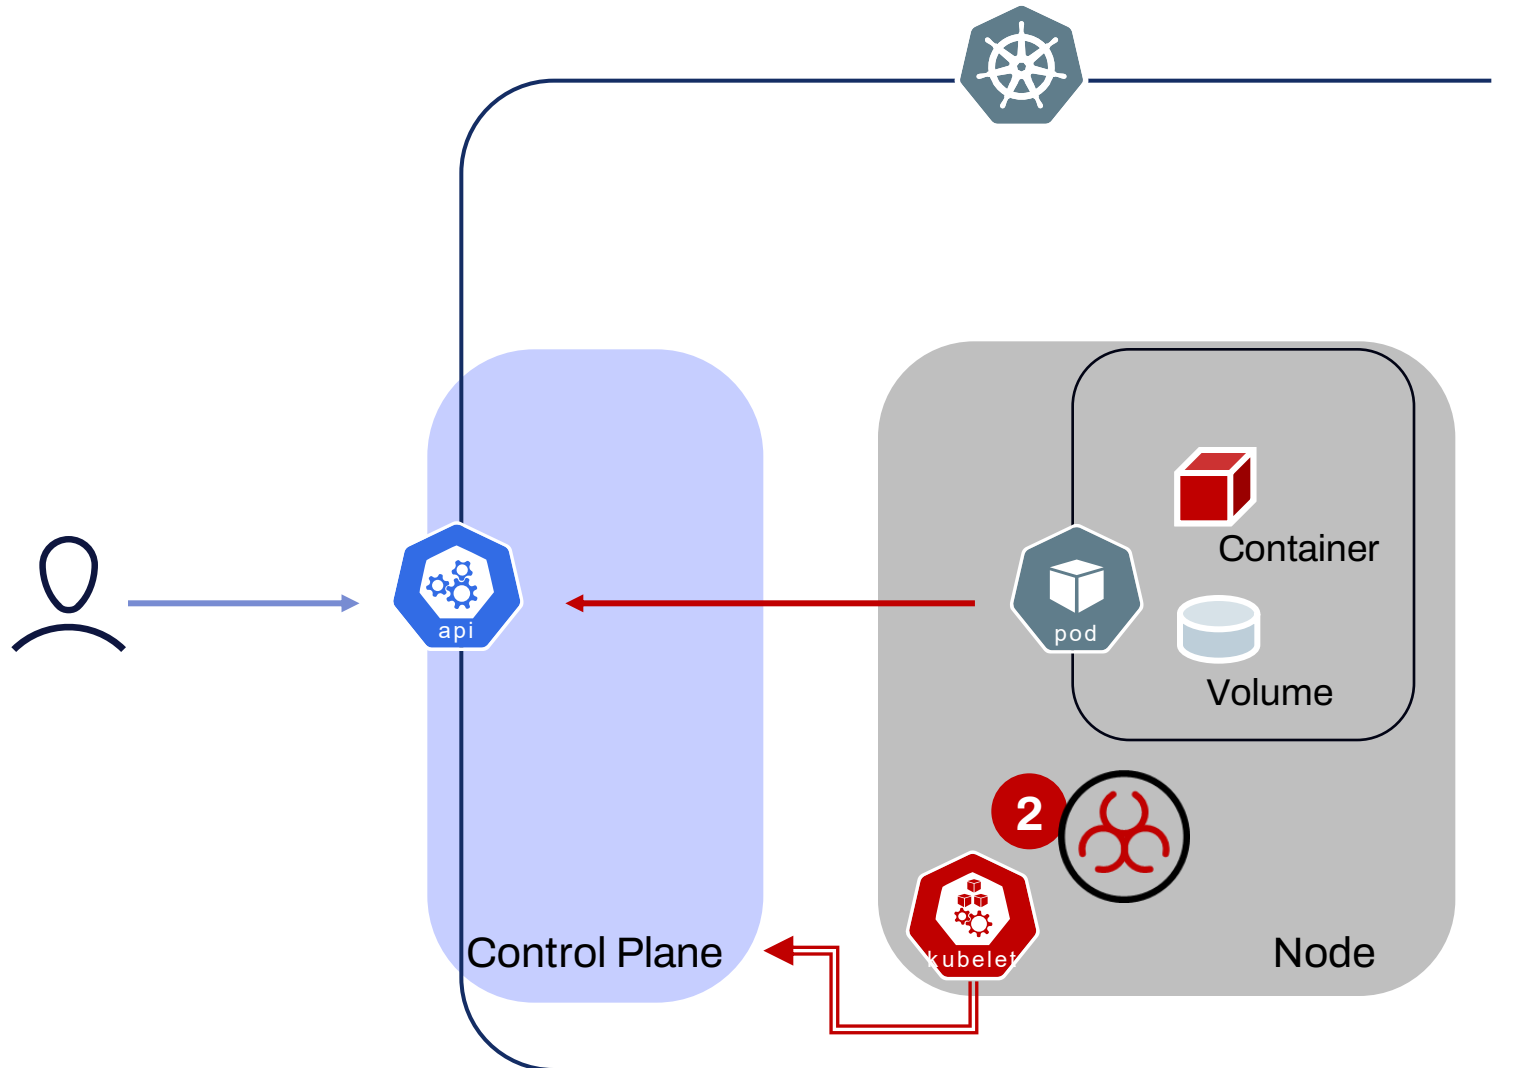 Container
api
pod
Volume
2
kubelet
Control Plane
Node